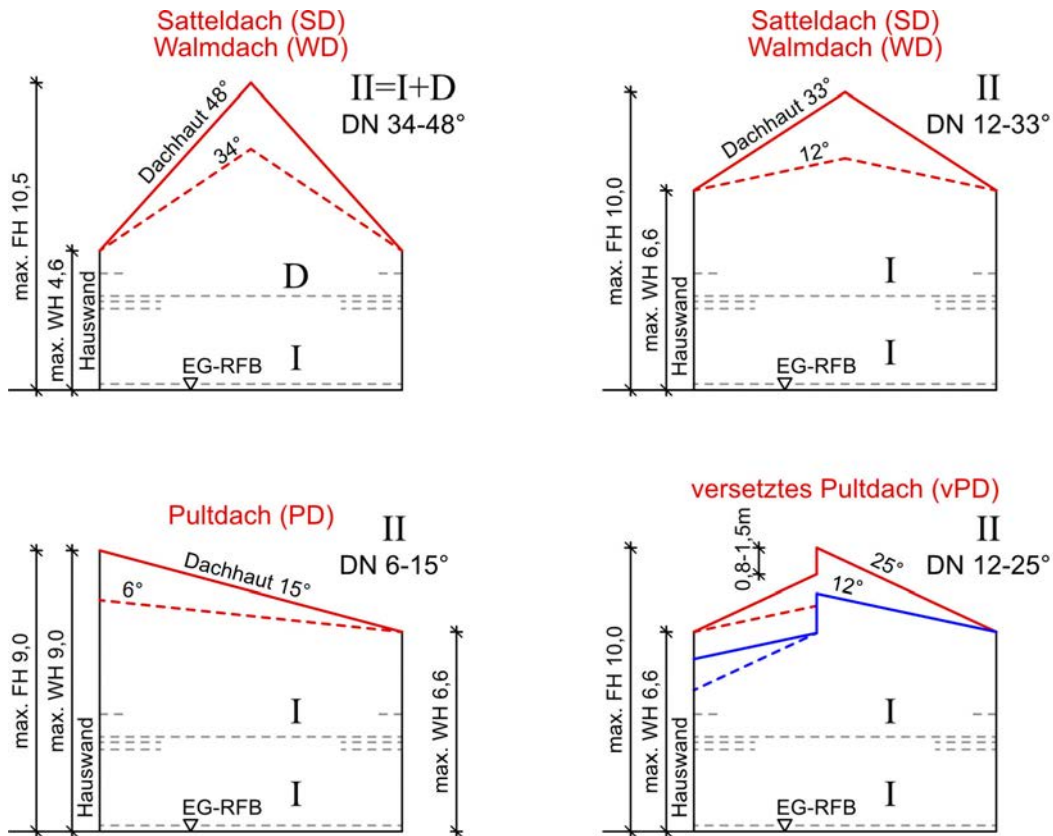 Satteldach (SD)
Walmdach (WD)
II=I+D
DN 34-48°
Dachhaut 48°
34°
max. FH 10,5
max. WH 4,6
Hauswand
D
I
EG-RFB
Satteldach (SD)
Walmdach (WD)
II
DN 12-33°
Dachhaut 33°
12°
max. FH 10,0
max. WH 6,6
Hauswand
I
I
EG-RFB
Pultdach (PD)
II
DN 6-15°
Dachhaut 15°
6°
max. FH 9,0
max. WH 9,0
Hauswand
I
I
EG-RFB
max. WH 6,6
versetztes Pultdach (vPD)
II
DN 12-25°
0,8-1,5m
25°
12°
max. FH 10,0
max. WH 6,6
Hauswand
I
I
EG-RFB